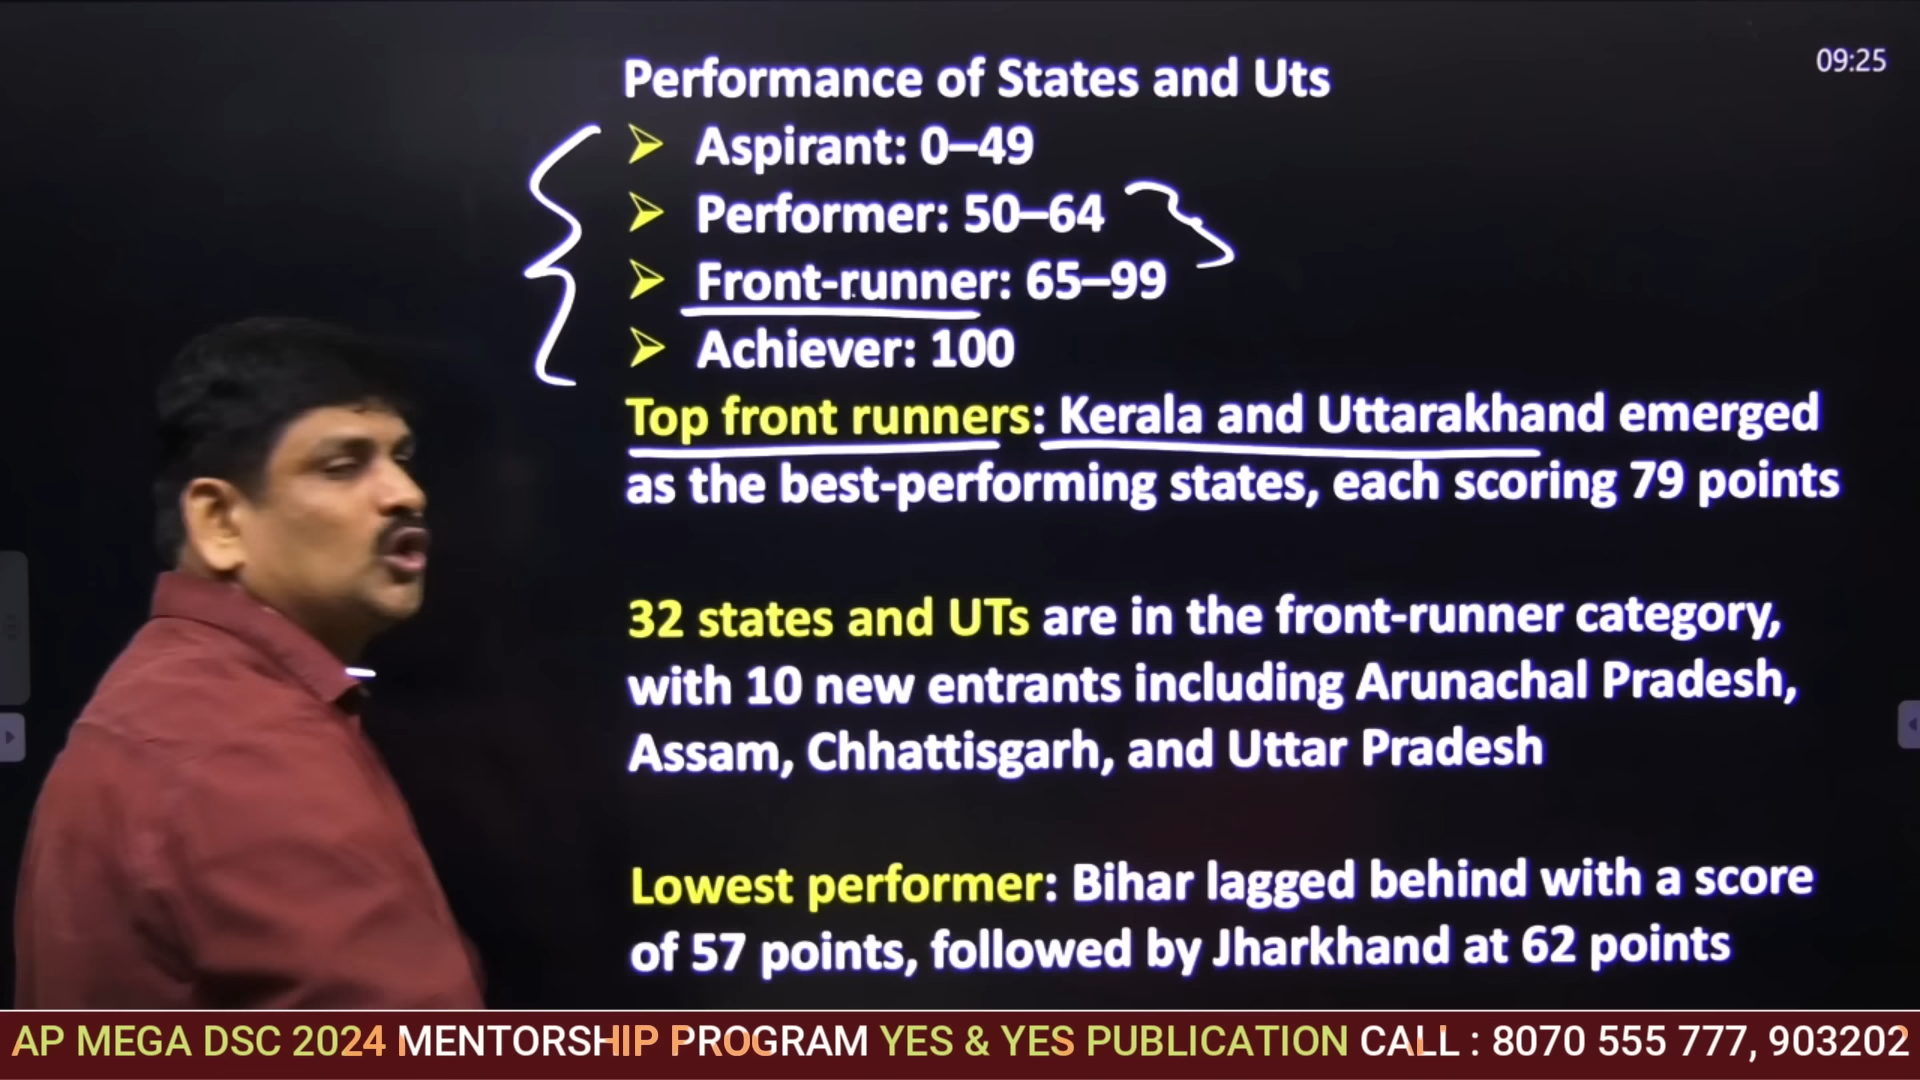 09:25
Performance of States and Uts
Aspirant: 0–49
Performer: 50–64
Front-runner: 65–99
Achiever: 100
Top front runners: Kerala and Uttarakhand emerged
as the best-performing states, each scoring 79 points
32 states and UTs are in the front-runner category,
with 10 new entrants including Arunachal Pradesh,
Assam, Chhattisgarh, and Uttar Pradesh
Lowest performer: Bihar lagged behind with a score
of 57 points, followed by Jharkhand at 62 points
AP MEGA DSC 2024 MENTORSHIP PROGRAM YES & YES PUBLICATION CALL : 8070 555 777, 903202